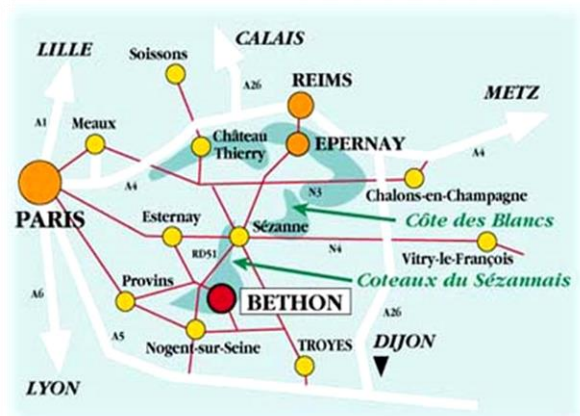 CALAIS
LILLE
Soissons
A26
REIMS
METZ
A1
Meaux
Château
Thierry
EPERNAY
A4
A4
N3
Chalons-en-Champagne
PARIS
Esternay
Sézanne
Côte des Blancs
RD51
N4
Vitry-le-François
Provins
Coteaux du Sézannais
A6
BETHON
A26
A5
Nogent-sur-Seine
TROYES
DIJON
LYON